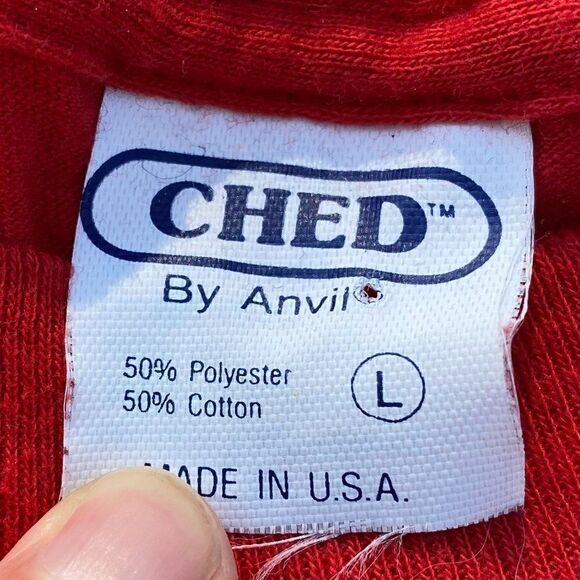 CHED™
By Anvil
50% Polyester
50% Cotton
L
MADE IN U.S.A.